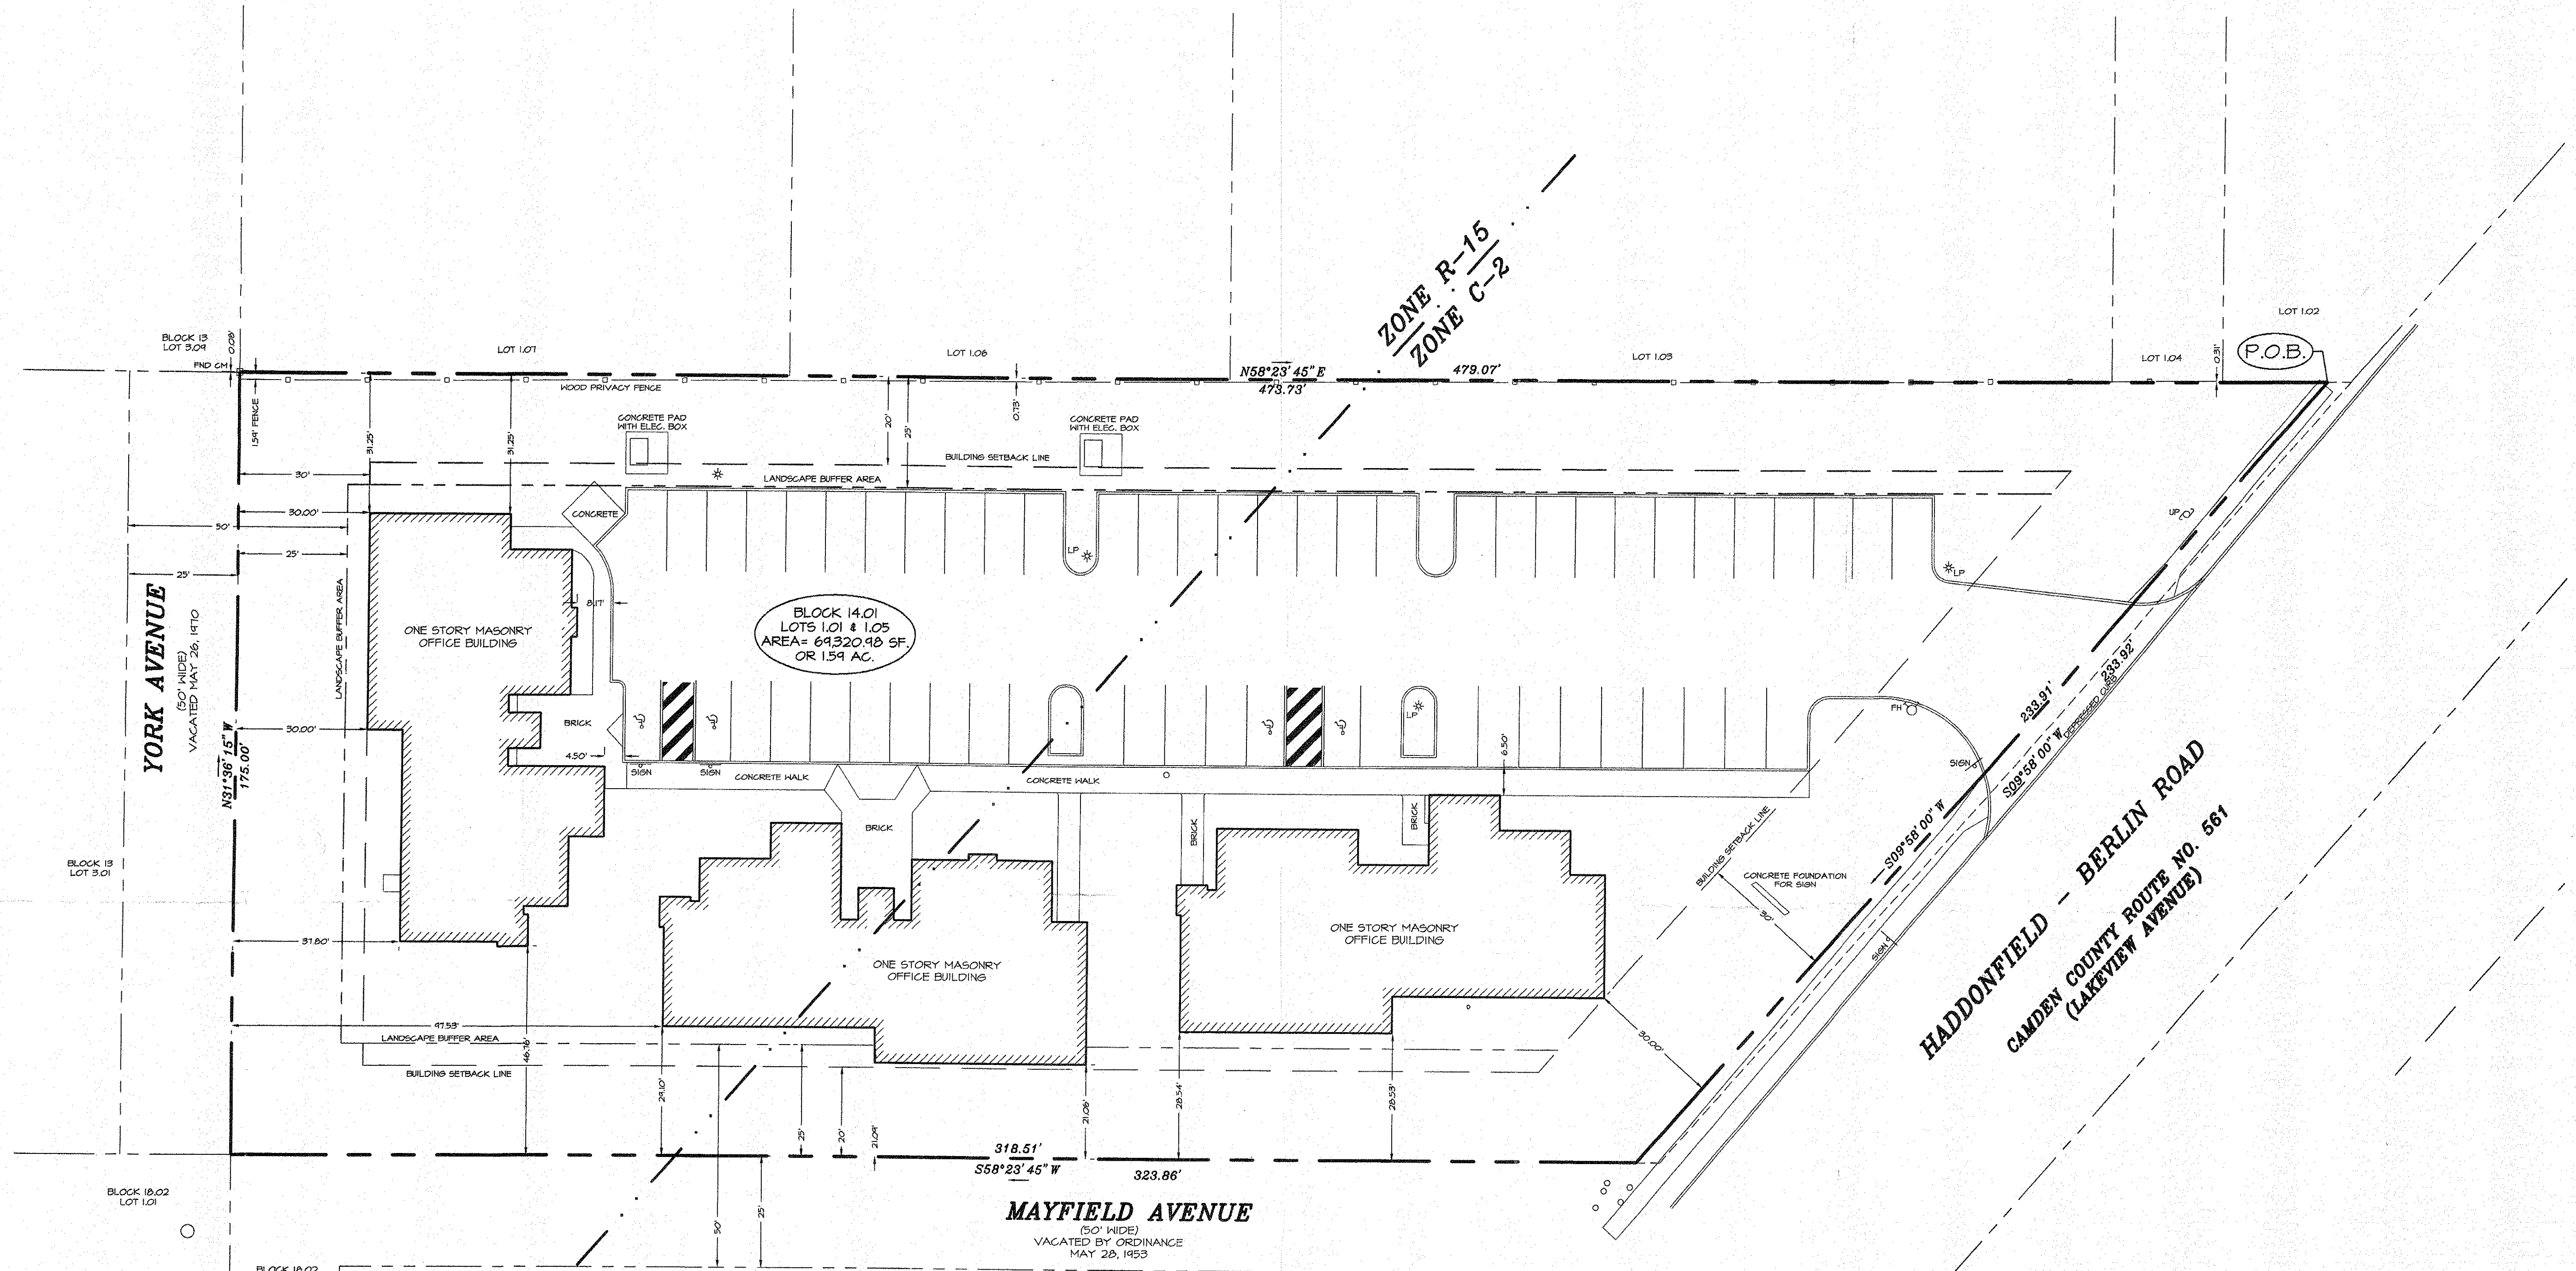 ZONE R-15
ZONE C-2
BLOCK 13
LOT 3.09
0.08'
FND CM
LOT 1.07
LOT 1.06
N58°23'45"E
479.07'
473.73'
LOT 1.03
LOT 1.04
0.31'
LOT 1.02
P.O.B.
WOOD PRIVACY FENCE
1.59' FENCE
31.25'
31.25'
CONCRETE PAD
WITH ELEC. BOX
20'
25'
0.73'
CONCRETE PAD
WITH ELEC. BOX
BUILDING SETBACK LINE
LANDSCAPE BUFFER AREA
30'
30.00'
50'
25'
25'
CONCRETE
LP
LP
UP
YORK AVENUE
(50' WIDE)
VACATED MAY 26, 1970
LANDSCAPE BUFFER AREA
ONE STORY MASONRY
OFFICE BUILDING
8.17'
BLOCK 14.01
LOTS 1.01 & 1.05
AREA= 69,320.98 SF.
OR 1.59 AC.
N31°36'15"W
175.00'
30.00'
BRICK
4.50'
SIGN
SIGN
CONCRETE WALK
CONCRETE WALK
LP
6.50'
FH
SIGN
233.91'
S09°58'00"W
233.92'
S09°58'00"W
DEPRESSED CURB
BRICK
BRICK
BRICK
BUILDING SETBACK LINE
CONCRETE FOUNDATION
FOR SIGN
30'
SIGN
HADDONFIELD - BERLIN ROAD
CAMDEN COUNTY ROUTE NO. 561
(LAKEVIEW AVENUE)
BLOCK 13
LOT 3.01
37.80'
ONE STORY MASONRY
OFFICE BUILDING
ONE STORY MASONRY
OFFICE BUILDING
97.53'
LANDSCAPE BUFFER AREA
BUILDING SETBACK LINE
46.76'
29.10'
25'
20'
21.09'
21.06'
28.54'
28.53'
30.00'
318.51'
S58°23'45"W
323.86'
50'
25'
MAYFIELD AVENUE
(50' WIDE)
VACATED BY ORDINANCE
MAY 28, 1953
BLOCK 18.02
LOT 1.01
BLOCK 18.02